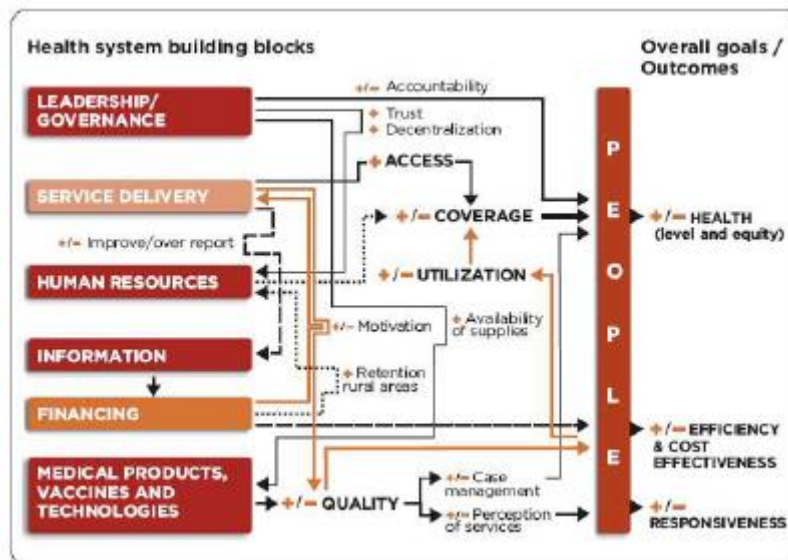 Health system building blocks
Overall goals /
Outcomes
LEADERSHIP/
GOVERNANCE
+/- Accountability
+ Trust
+ Decentralization
+ ACCESS
SERVICE DELIVERY
+/- COVERAGE
+/- HEALTH
(level and equity)
+/- Improve/over report
HUMAN RESOURCES
+/- UTILIZATION
+/- Motivation
+ Availability
of supplies
INFORMATION
+ Retention
rural areas
FINANCING
+/- EFFICIENCY
& COST
EFFECTIVENESS
MEDICAL PRODUCTS,
VACCINES AND
TECHNOLOGIES
+/- QUALITY
+/- Case
management
+/- Perception
of services
+/-
RESPONSIVENESS
P
E
O
P
L
E